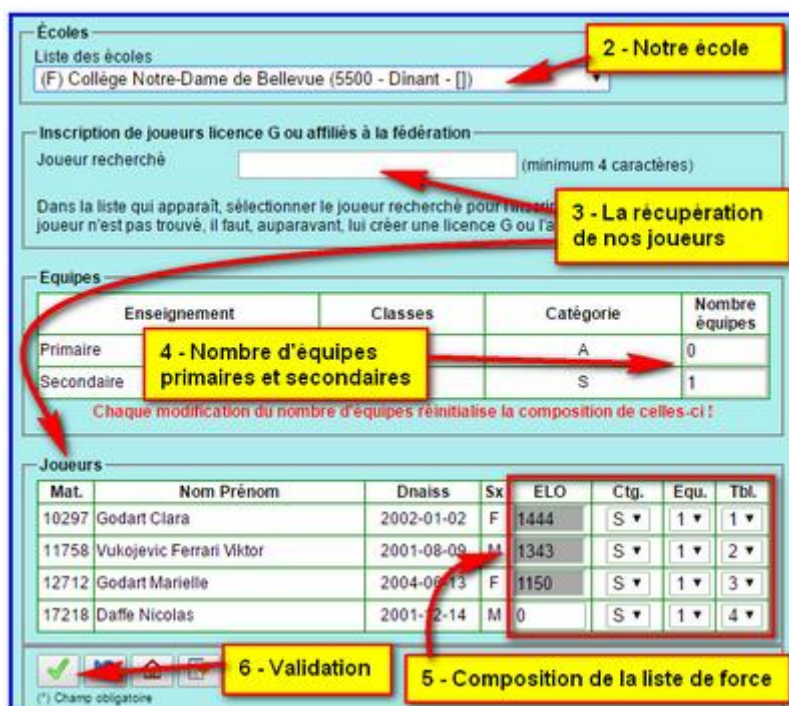 Écoles
Liste des écoles
2 - Notre école
(F) Collège Notre-Dame de Bellevue (5500 - Dinant - [])
Inscription de joueurs licence G ou affiliés à la fédération
Joueur recherché (minimum 4 caractères)
Dans la liste qui apparaît, sélectionner le joueur recherché pour
joueur n'est pas trouvé, il faut, auparavant, lui créer une licence G ou
3 - La récupération
de nos joueurs
Equipes
Enseignement Classes Catégorie Nombre
équipes
Primaire A 0
Secondaire S 1
4 - Nombre d'équipes
primaires et secondaires
Chaque modification du nombre d'équipes réinitialise la composition de celles-ci !
Joueurs
Mat. Nom Prénom Dnaiss Sx ELO Ctg. Equ. Tbl.
10297 Godart Clara 2002-01-02 F 1444 S 1 1
11758 Vukojevic Ferrari Viktor 2001-08-09 M 1343 S 1 2
12712 Godart Marielle 2004-06-13 F 1150 S 1 3
17218 Daffe Nicolas 2001-12-14 M 0 S 1 4
6 - Validation
5 - Composition de la liste de force
(*) Champ obligatoire